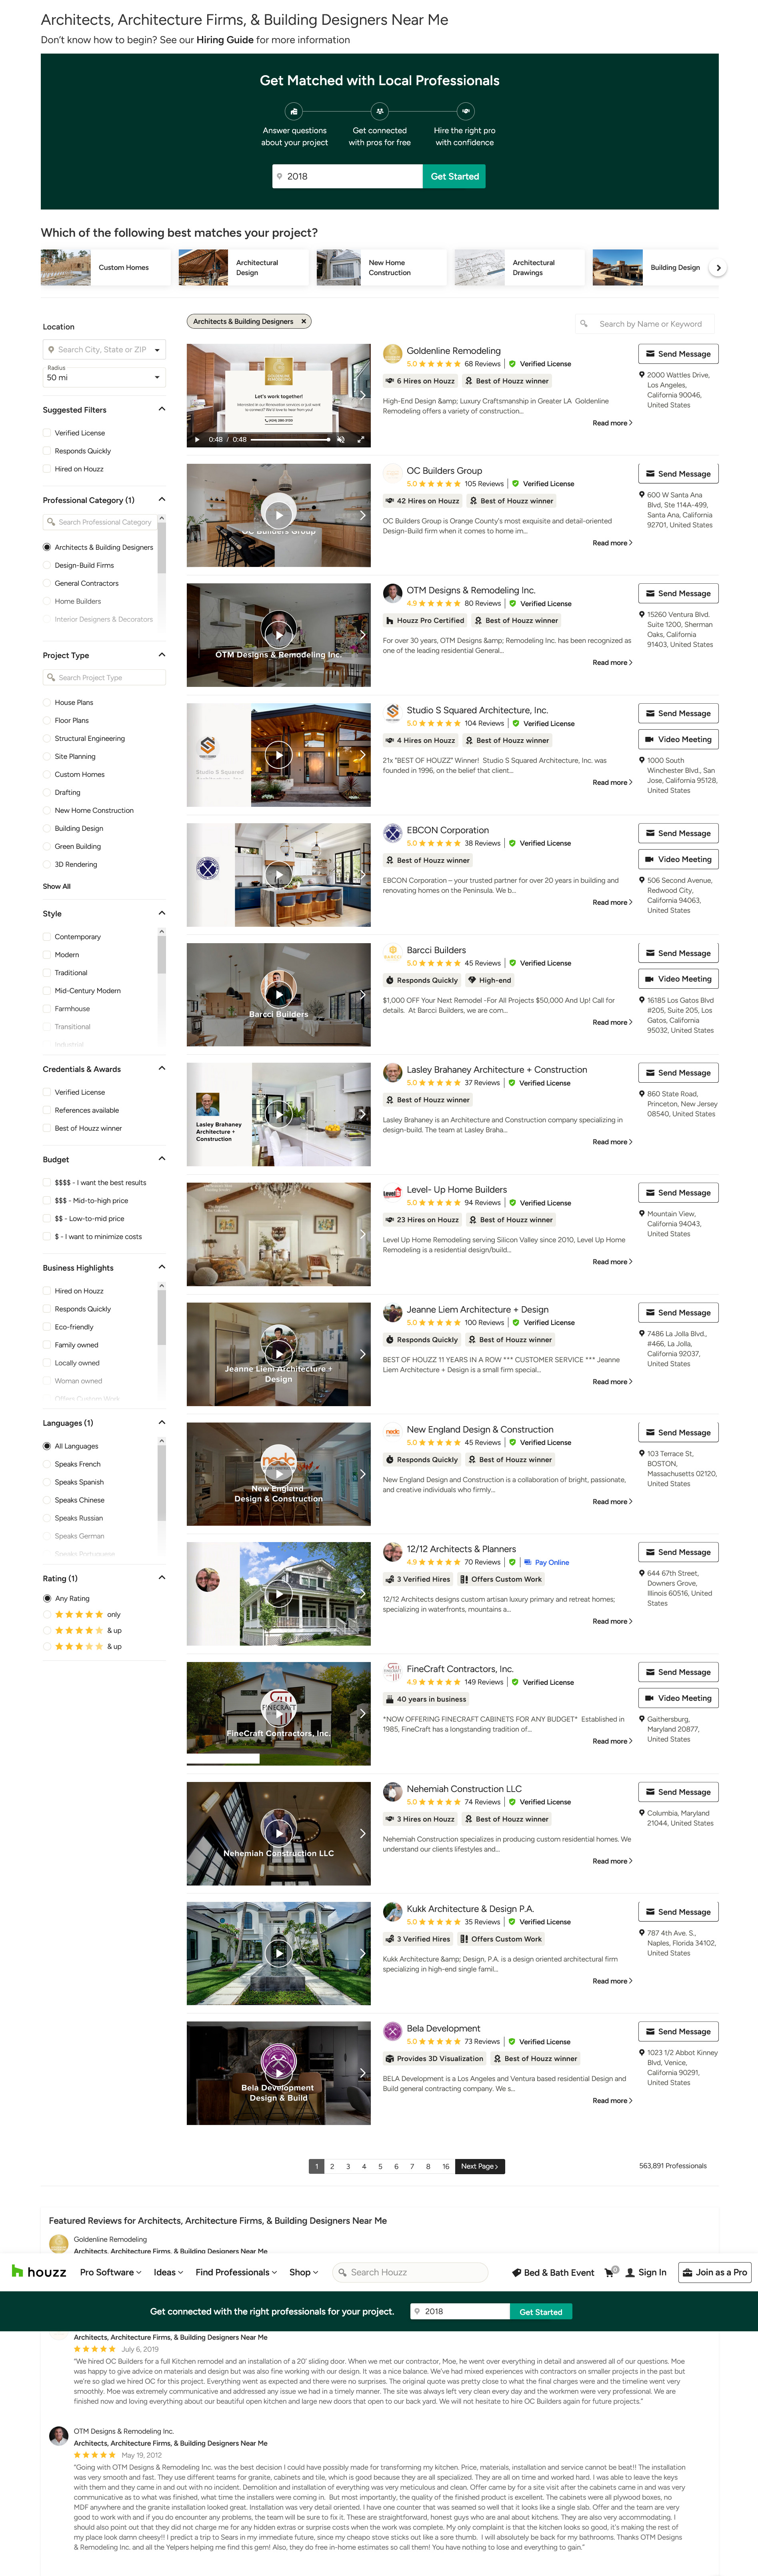 Architects, Architecture Firms, & Building Designers Near Me
Don't know how to begin? See our Hiring Guide for more information
Get Matched with Local Professionals
Answer questions
about your project
Get connected
with pros for free
Hire the right pro
with confidence
2018
Get Started
Which of the following best matches your project?
Custom Homes
Architectural
Design
New Home
Construction
Architectural
Drawings
Building Design
Location
Search City, State or ZIP
Radius
50 mi
Suggested Filters
Verified License
Responds Quickly
Hired on Houzz
Professional Category (1)
Search Professional Category
Architects & Building Designers
Design-Build Firms
General Contractors
Home Builders
Interior Designers & Decorators
Project Type
Search Project Type
House Plans
Floor Plans
Structural Engineering
Site Planning
Custom Homes
Drafting
New Home Construction
Building Design
Green Building
3D Rendering
Show All
Style
Contemporary
Modern
Traditional
Mid-Century Modern
Farmhouse
Transitional
Industrial
Credentials & Awards
Verified License
References available
Best of Houzz winner
Budget
$$$$ - I want the best results
$$$ - Mid-to-high price
$$ - Low-to-mid price
$ - I want to minimize costs
Business Highlights
Hired on Houzz
Responds Quickly
Eco-friendly
Family owned
Locally owned
Woman owned
Offers Custom Work
Languages (1)
All Languages
Speaks French
Speaks Spanish
Speaks Chinese
Speaks Russian
Speaks German
Speaks Portuguese
Rating (1)
Any Rating
only
& up
& up
Architects & Building Designers ×
Search by Name or Keyword
Let's work together!
0:48 / 0:48
Goldenline Remodeling
5.0 68 Reviews Verified License
6 Hires on Houzz Best of Houzz winner
High-End Design &amp; Luxury Craftsmanship in Greater LA Goldenline
Remodeling offers a variety of construction...
Read more
Send Message
2000 Wattles Drive,
Los Angeles,
California 90046,
United States
OC Builders Group
OC Builders Group
5.0 105 Reviews Verified License
42 Hires on Houzz Best of Houzz winner
OC Builders Group is Orange County's most exquisite and detail-oriented
Design-Build firm when it comes to home im...
Read more
Send Message
600 W Santa Ana
Blvd, Ste 114A-499,
Santa Ana, California
92701, United States
OTM Designs & Remodeling Inc.
OTM Designs & Remodeling Inc.
4.9 80 Reviews Verified License
Houzz Pro Certified Best of Houzz winner
For over 30 years, OTM Designs &amp; Remodeling Inc. has been recognized as
one of the leading residential General...
Read more
Send Message
15260 Ventura Blvd.
Suite 1200, Sherman
Oaks, California
91403, United States
Studio S Squared
Studio S Squared Architecture, Inc.
5.0 104 Reviews Verified License
4 Hires on Houzz Best of Houzz winner
21x "BEST OF HOUZZ" Winner! Studio S Squared Architecture, Inc. was
founded in 1996, on the belief that client...
Read more
Send Message
Video Meeting
1000 South
Winchester Blvd., San
Jose, California 95128,
United States
EBCON Corporation
5.0 38 Reviews Verified License
Best of Houzz winner
EBCON Corporation – your trusted partner for over 20 years in building and
renovating homes on the Peninsula. We b...
Read more
Send Message
Video Meeting
506 Second Avenue,
Redwood City,
California 94063,
United States
Barcci Builders
Barcci Builders
5.0 45 Reviews Verified License
Responds Quickly High-end
$1,000 OFF Your Next Remodel -For All Projects $50,000 And Up! Call for
details. At Barcci Builders, we are com...
Read more
Send Message
Video Meeting
16185 Los Gatos Blvd
#205, Suite 205, Los
Gatos, California
95032, United States
Lasley Brahaney
Architecture +
Construction
Lasley Brahaney Architecture + Construction
5.0 37 Reviews Verified License
Best of Houzz winner
Lasley Brahaney is an Architecture and Construction company specializing in
design-build. The team at Lasley Braha...
Read more
Send Message
860 State Road,
Princeton, New Jersey
08540, United States
Level- Up Home Builders
5.0 94 Reviews Verified License
23 Hires on Houzz Best of Houzz winner
Level Up Home Remodeling serving Silicon Valley since 2010, Level Up Home
Remodeling is a residential design/build...
Read more
Send Message
Mountain View,
California 94043,
United States
Jeanne Liem Architecture +
Design
Jeanne Liem Architecture + Design
5.0 100 Reviews Verified License
Responds Quickly Best of Houzz winner
BEST OF HOUZZ 11 YEARS IN A ROW *** CUSTOMER SERVICE *** Jeanne
Liem Architecture + Design is a small firm special...
Read more
Send Message
7486 La Jolla Blvd.,
#466, La Jolla,
California 92037,
United States
nedc
New England
Design & Construction
New England Design & Construction
5.0 45 Reviews Verified License
Responds Quickly Best of Houzz winner
New England Design and Construction is a collaboration of bright, passionate,
and creative individuals who firmly...
Read more
Send Message
103 Terrace St,
BOSTON,
Massachusetts 02120,
United States
12/12 Architects & Planners
4.9 70 Reviews Pay Online
3 Verified Hires Offers Custom Work
12/12 Architects designs custom artisan luxury primary and retreat homes;
specializing in waterfronts, mountains a...
Read more
Send Message
644 67th Street,
Downers Grove,
Illinois 60516, United
States
FINECRAFT
FineCraft Contractors, Inc.
FineCraft Contractors, Inc.
4.9 149 Reviews Verified License
40 years in business
*NOW OFFERING FINECRAFT CABINETS FOR ANY BUDGET* Established in
1985, FineCraft has a longstanding tradition of...
Read more
Send Message
Video Meeting
Gaithersburg,
Maryland 20877,
United States
Nehemiah Construction LLC
Nehemiah Construction LLC
5.0 74 Reviews Verified License
3 Hires on Houzz Best of Houzz winner
Nehemiah Construction specializes in producing custom residential homes. We
understand our clients lifestyles and...
Read more
Send Message
Columbia, Maryland
21044, United States
Kukk Architecture & Design P.A.
5.0 35 Reviews Verified License
3 Verified Hires Offers Custom Work
Kukk Architecture &amp; Design, P.A. is a design oriented architectural firm
specializing in high-end single famil...
Read more
Send Message
787 4th Ave. S.,
Naples, Florida 34102,
United States
Bela Development
Design & Build
Bela Development
5.0 73 Reviews Verified License
Provides 3D Visualization Best of Houzz winner
BELA Development is a Los Angeles and Ventura based residential Design and
Build general contracting company. We s...
Read more
Send Message
1023 1/2 Abbot Kinney
Blvd, Venice,
California 90291,
United States
1 2 3 4 5 6 7 8 16 Next Page
563,891 Professionals
Featured Reviews for Architects, Architecture Firms, & Building Designers Near Me
Goldenline Remodeling
Architects, Architecture Firms, & Building Designers Near Me
houzz Pro Software Ideas Find Professionals Shop Search Houzz Bed & Bath Event 0 Sign In Join as a Pro
Get connected with the right professionals for your project. 2018 Get Started
Architects, Architecture Firms, & Building Designers Near Me
July 6, 2019
"We hired OC Builders for a full Kitchen remodel and an installation of a 20' sliding door. When we met our contractor, Moe, he went over everything in detail and answered all of our questions. Moe
was happy to give advice on materials and design but was also fine working with our design. It was a nice balance. We've had mixed experiences with contractors on smaller projects in the past but
we're so glad we hired OC for this project. Everything went as expected and there were no surprises. The original quote was pretty close to what the final charges were and the timeline went very
smoothly. Moe was extremely communicative and addressed any issue we had in a timely manner. The site was always left very clean every day and the workmen were very professional. We are
finished now and loving everything about our beautiful open kitchen and large new doors that open to our back yard. We will not hesitate to hire OC Builders again for future projects."
OTM Designs & Remodeling Inc.
Architects, Architecture Firms, & Building Designers Near Me
May 19, 2012
"Going with OTM Designs & Remodeling Inc. was the best decision I could have possibly made for transforming my kitchen. Price, materials, installation and service cannot be beat!! The installation
was very smooth and fast. They use different teams for granite, cabinets and tile, which is good because they are all specialized. They are all on time and worked hard. I was able to leave the keys
with them and they came in and out with no incident. Demolition and installation of everything was very meticulous and clean. Offer came by for a site visit after the cabinets came in and was very
communicative as to what was finished, what time the installers were coming in. But most importantly, the quality of the finished product is excellent. The cabinets were all plywood boxes, no
MDF anywhere and the granite installation looked great. Installation was very detail oriented. I have one counter that was seamed so well that it looks like a single slab. Offer and the team are very
good to work with and if you do encounter any problems, the team will be sure to fix it. These are straightforward, honest guys who are anal about kitchens. They are also very accommodating. I
should also point out that they did not charge me for any hidden extras or surprise costs when the work was complete. My only complaint is that the kitchen looks so good, it's making the rest of
my place look damn cheesy!! I predict a trip to Sears in my immediate future, since my cheapo stove sticks out like a sore thumb. I will absolutely be back for my bathrooms. Thanks OTM Designs
& Remodeling Inc. and all the Yelpers helping me find this gem! Also, they do free in-home estimates so call them! You have nothing to lose and everything to gain."